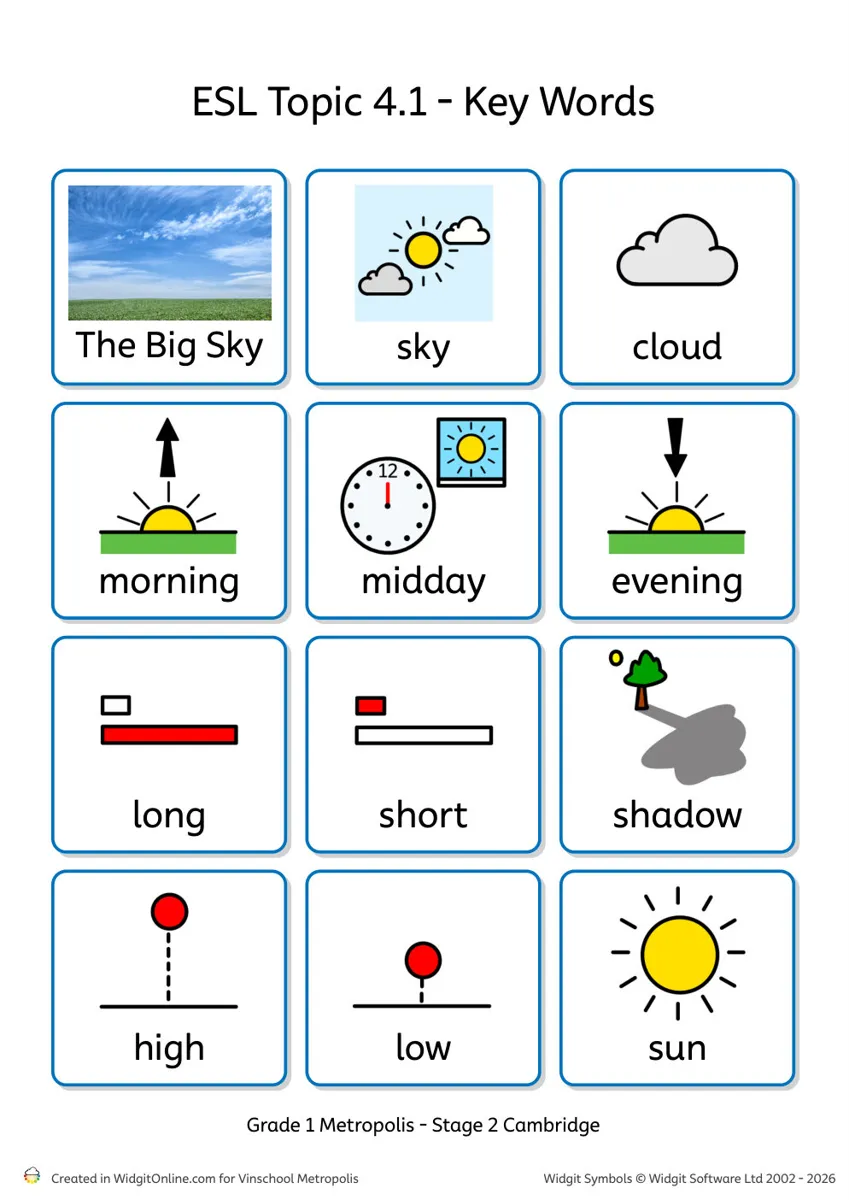 ESL Topic 4.1 - Key Words
The Big Sky
sky
cloud
morning
12
midday
evening
long
short
shadow
high
low
sun
Grade 1 Metropolis - Stage 2 Cambridge
Created in WidgitOnline.com for Vinschool Metropolis
Widgit Symbols © Widgit Software Ltd 2002 - 2026